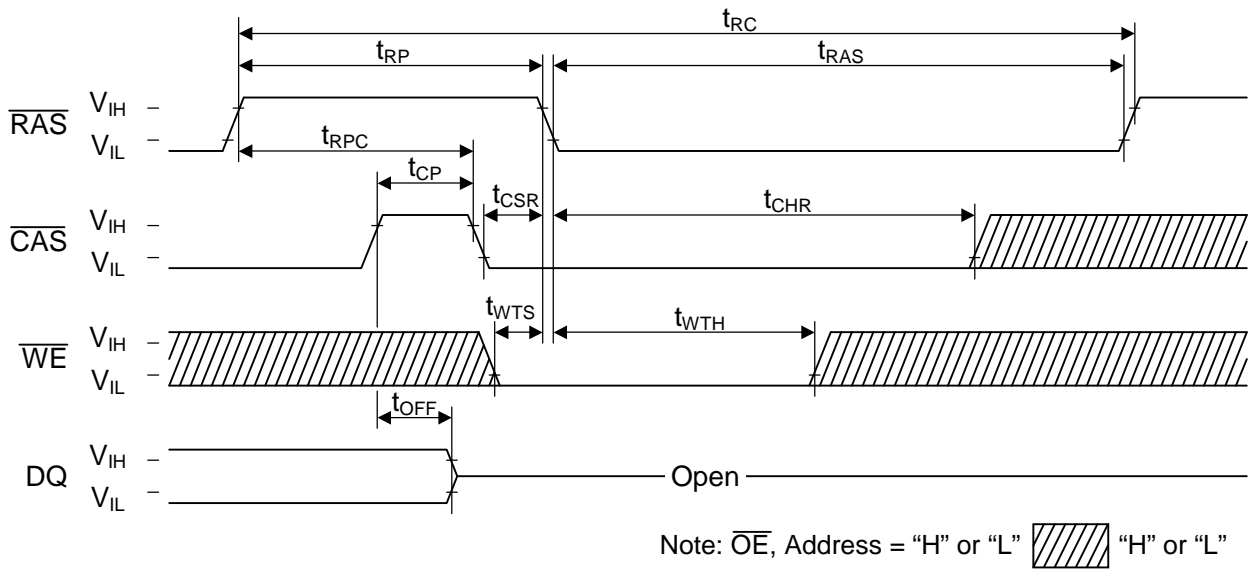 tRC
tRP
tRAS
RAS
VIH
VIL
tRPC
tCP
tCSR
tCHR
CAS
VIH
VIL
tWTS
tWTH
WE
VIH
VIL
tOFF
DQ
VIH
VIL
Open
Note: OE, Address = “H” or “L” “H” or “L”